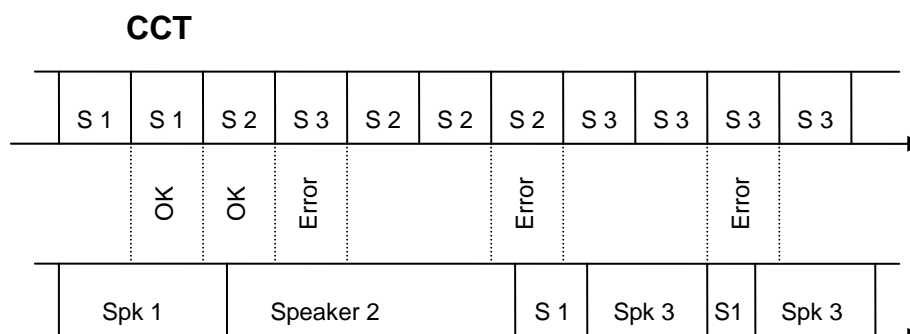 CCT
S 1 S 1 S 2 S 3 S 2 S 2 S 2 S 3 S 3 S 3 S 3
OK OK Error Error Error
Spk 1 Speaker 2 S 1 Spk 3 S1 Spk 3